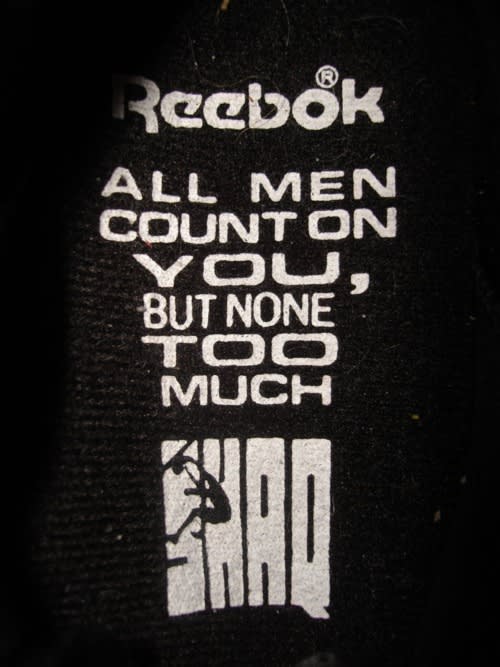 Reebok®
ALL MEN
COUNT ON
YOU,
BUT NONE
TOO
MUCH
SHAQ